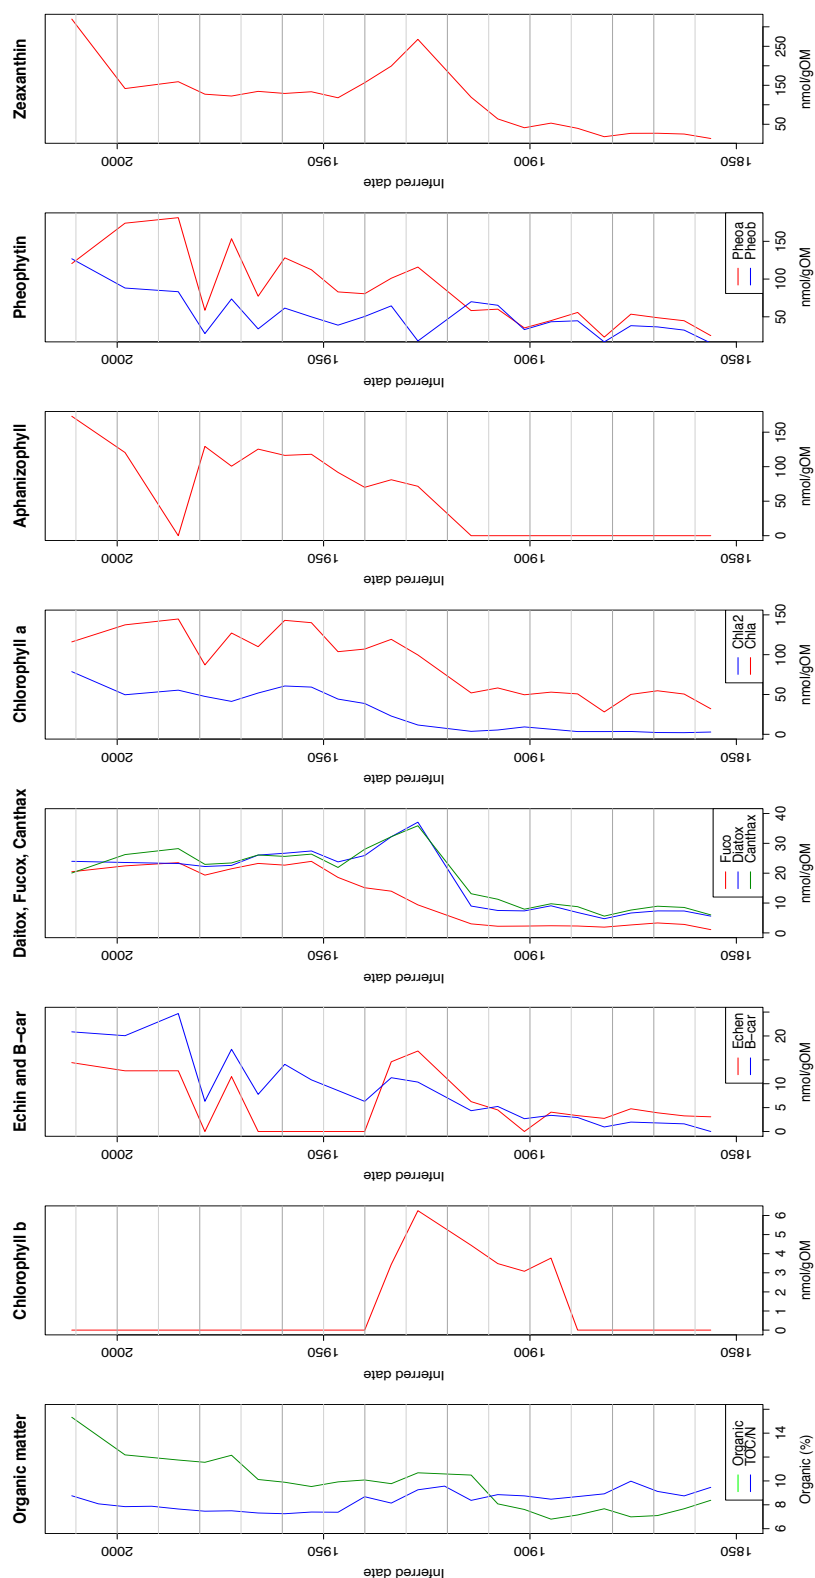 Zeaxanthin
Inferred date
2000
1950
1900
1850
50
150
250
nmol/gOM
Pheophytin
Inferred date
2000
1950
1900
1850
50
100
150
nmol/gOM
Pheoa
Pheob
Aphanizophyll
Inferred date
2000
1950
1900
1850
0
50
100
150
nmol/gOM
Chlorophyll a
Inferred date
2000
1950
1900
1850
0
50
100
150
nmol/gOM
Chla2
Chla
Daitox, Fucox, Canthax
Inferred date
2000
1950
1900
1850
0
10
20
30
40
nmol/gOM
Fuco
Diatox
Canthax
Echin and B-car
Inferred date
2000
1950
1900
1850
0
5
10
20
nmol/gOM
Echen
B-car
Chlorophyll b
Inferred date
2000
1950
1900
1850
0
1
2
3
4
5
6
nmol/gOM
Organic matter
Inferred date
2000
1950
1900
1850
6
8
10
14
Organic (%)
Organic
TOC/N